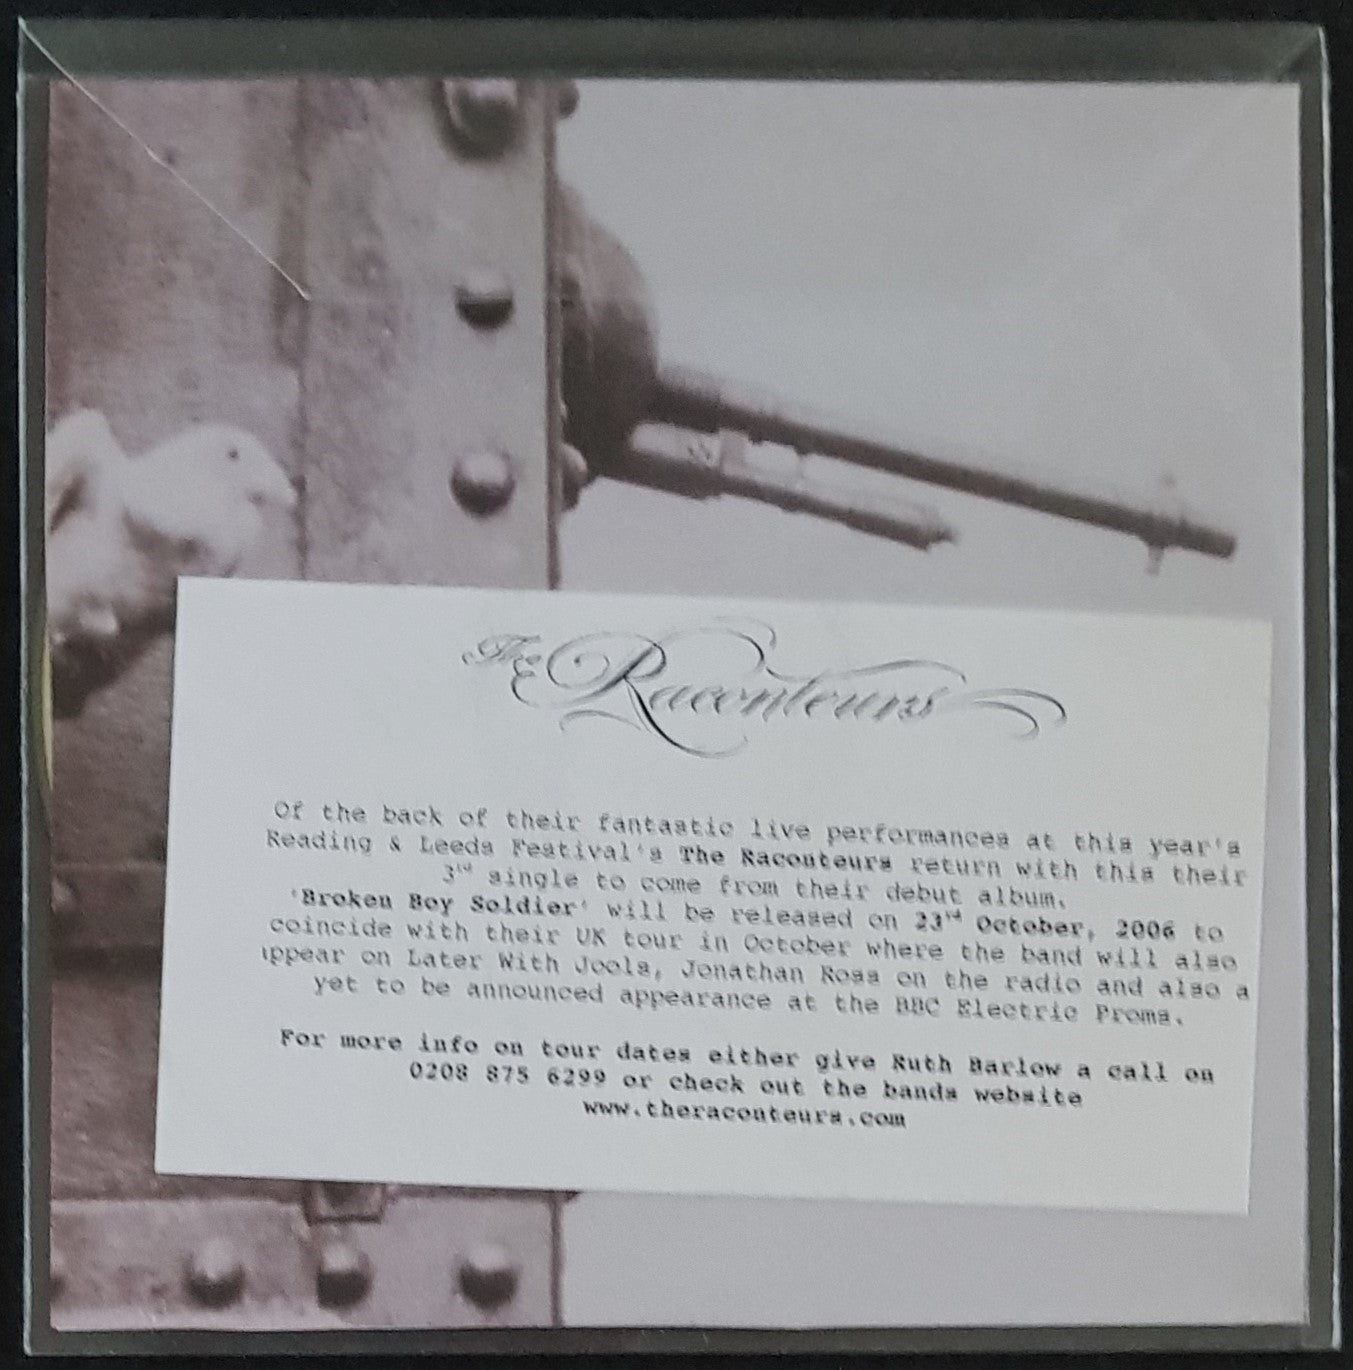 The Raconteurs
Of the back of their fantastic live performances at this year's
Reading & Leeds Festival's The Raconteurs return with this their
3rd single to come from their debut album.
'Broken Boy Soldier' will be released on 23rd October, 2006 to
coincide with their UK tour in October where the band will also
appear on Later With Jools, Jonathan Ross on the radio and also a
yet to be announced appearance at the BBC Electric Proms.
For more info on tour dates either give Ruth Barlow a call on
0208 875 6299 or check out the bands website
www.theraconteurs.com